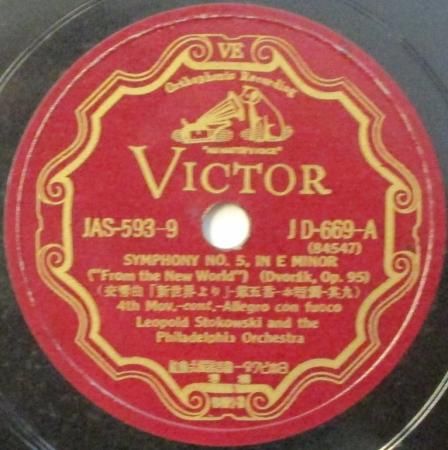 VE
Orthophonic Recording
"HIS MASTER'S VOICE"
VICTOR
JAS-593-9
JD-669-A
(84547)
SYMPHONY NO. 5, IN E MINOR
("From the New World") (Dvořák, Op. 95)
4th Mov,-cont,-Allegro con fuoco
Leopold Stokowski and the
Philadelphia Orchestra